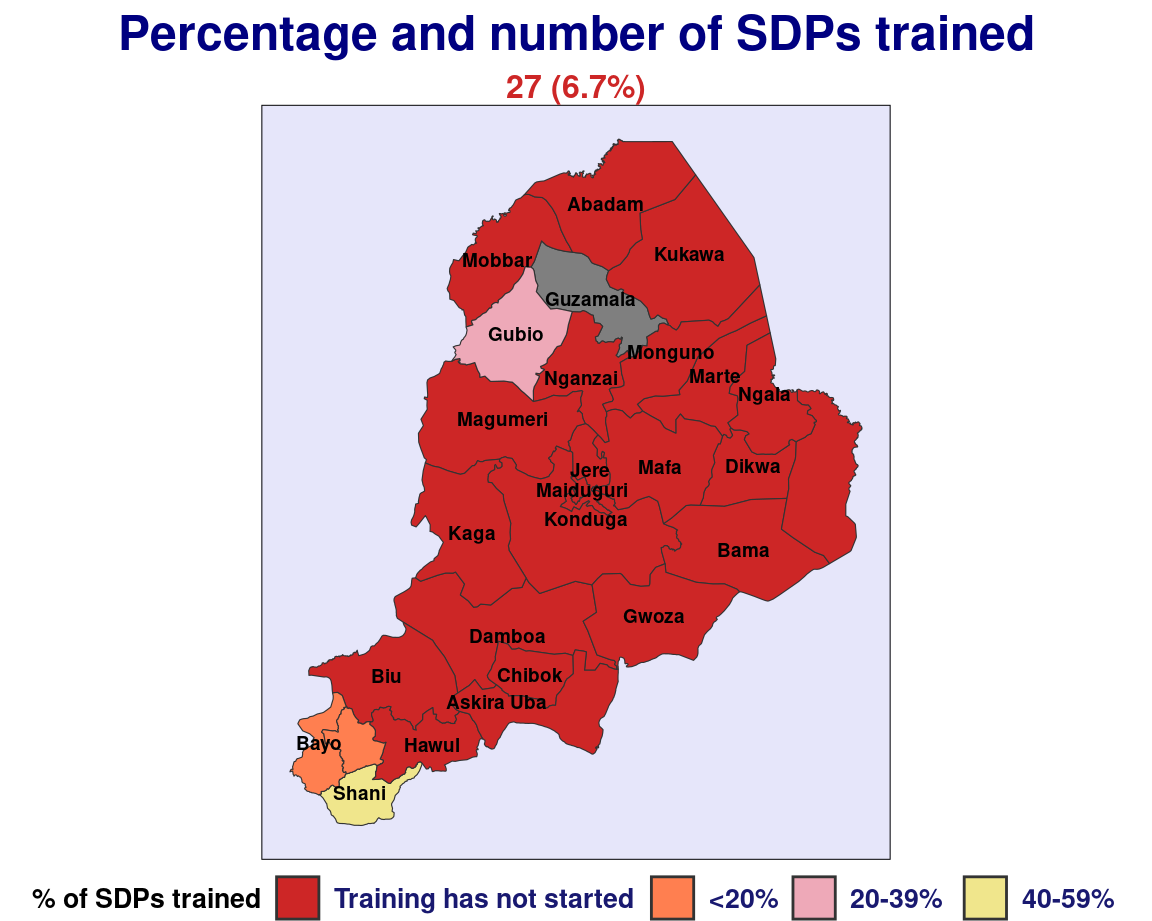 Percentage and number of SDPs trained
27 (6.7%)
Abadam
Kukawa
Mobbar
Guzamala
Gubio
Monguno
Nganzai
Marte
Ngala
Magumeri
Jere
Mafa
Dikwa
Maiduguri
Konduga
Kaga
Bama
Gwoza
Damboa
Biu
Chibok
Askira Uba
Bayo
Hawul
Shani
% of SDPs trained Training has not started <20% 20-39% 40-59%